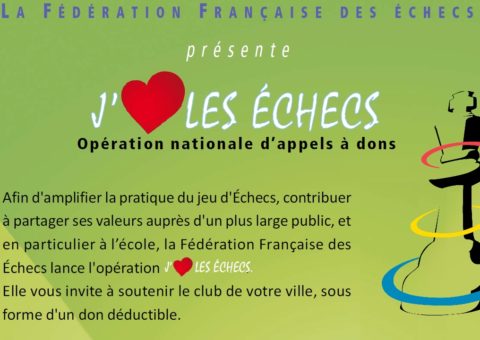 La Fédération Française des échecs
présente
J'❤LES ÉCHECS
Opération nationale d'appels à dons
Afin d'amplifier la pratique du jeu d'Échecs, contribuer
à partager ses valeurs auprès d'un plus large public, et
en particulier à l'école, la Fédération Française des
Échecs lance l'opération J'❤ LES ÉCHECS.
Elle vous invite à soutenir le club de votre ville, sous
forme d'un don déductible.